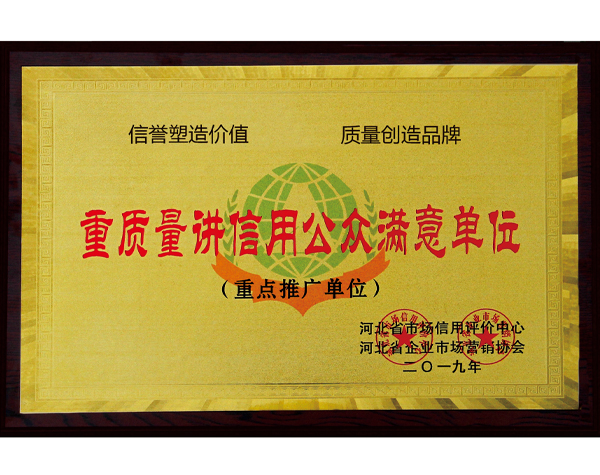 信誉塑造价值 质量创造品牌
重质量讲信用公众满意单位
（重点推广单位）
河北省市场信用评价中心
河北省企业市场营销协会
二〇一九年